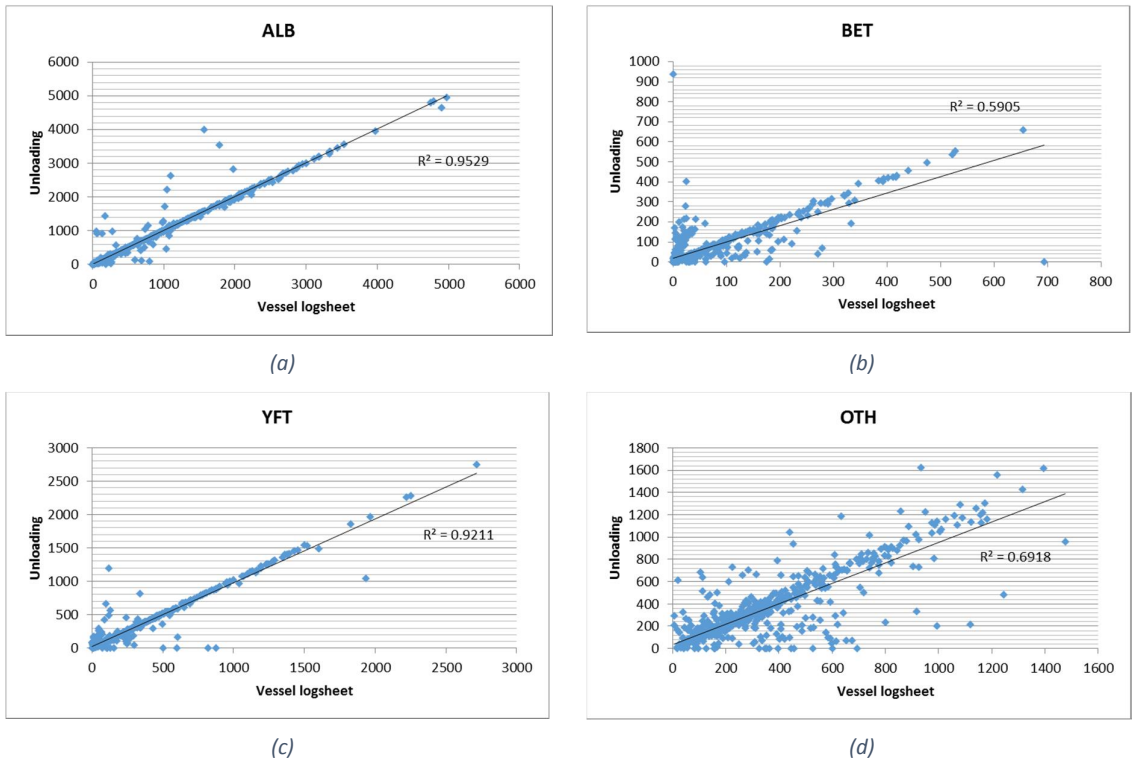 ALB
6000
5000
4000
3000
2000
1000
0
Unloading
R² = 0.9529
0 1000 2000 3000 4000 5000 6000
Vessel logsheet
(a)
BET
1000
900
800
700
600
500
400
300
200
100
0
Unloading
R² = 0.5905
0 100 200 300 400 500 600 700 800
Vessel logsheet
(b)
YFT
3000
2500
2000
1500
1000
500
0
Unloading
R² = 0.9211
0 500 1000 1500 2000 2500 3000
Vessel logsheet
(c)
OTH
1800
1600
1400
1200
1000
800
600
400
200
0
Unloading
R² = 0.6918
0 200 400 600 800 1000 1200 1400 1600
Vessel logsheet
(d)